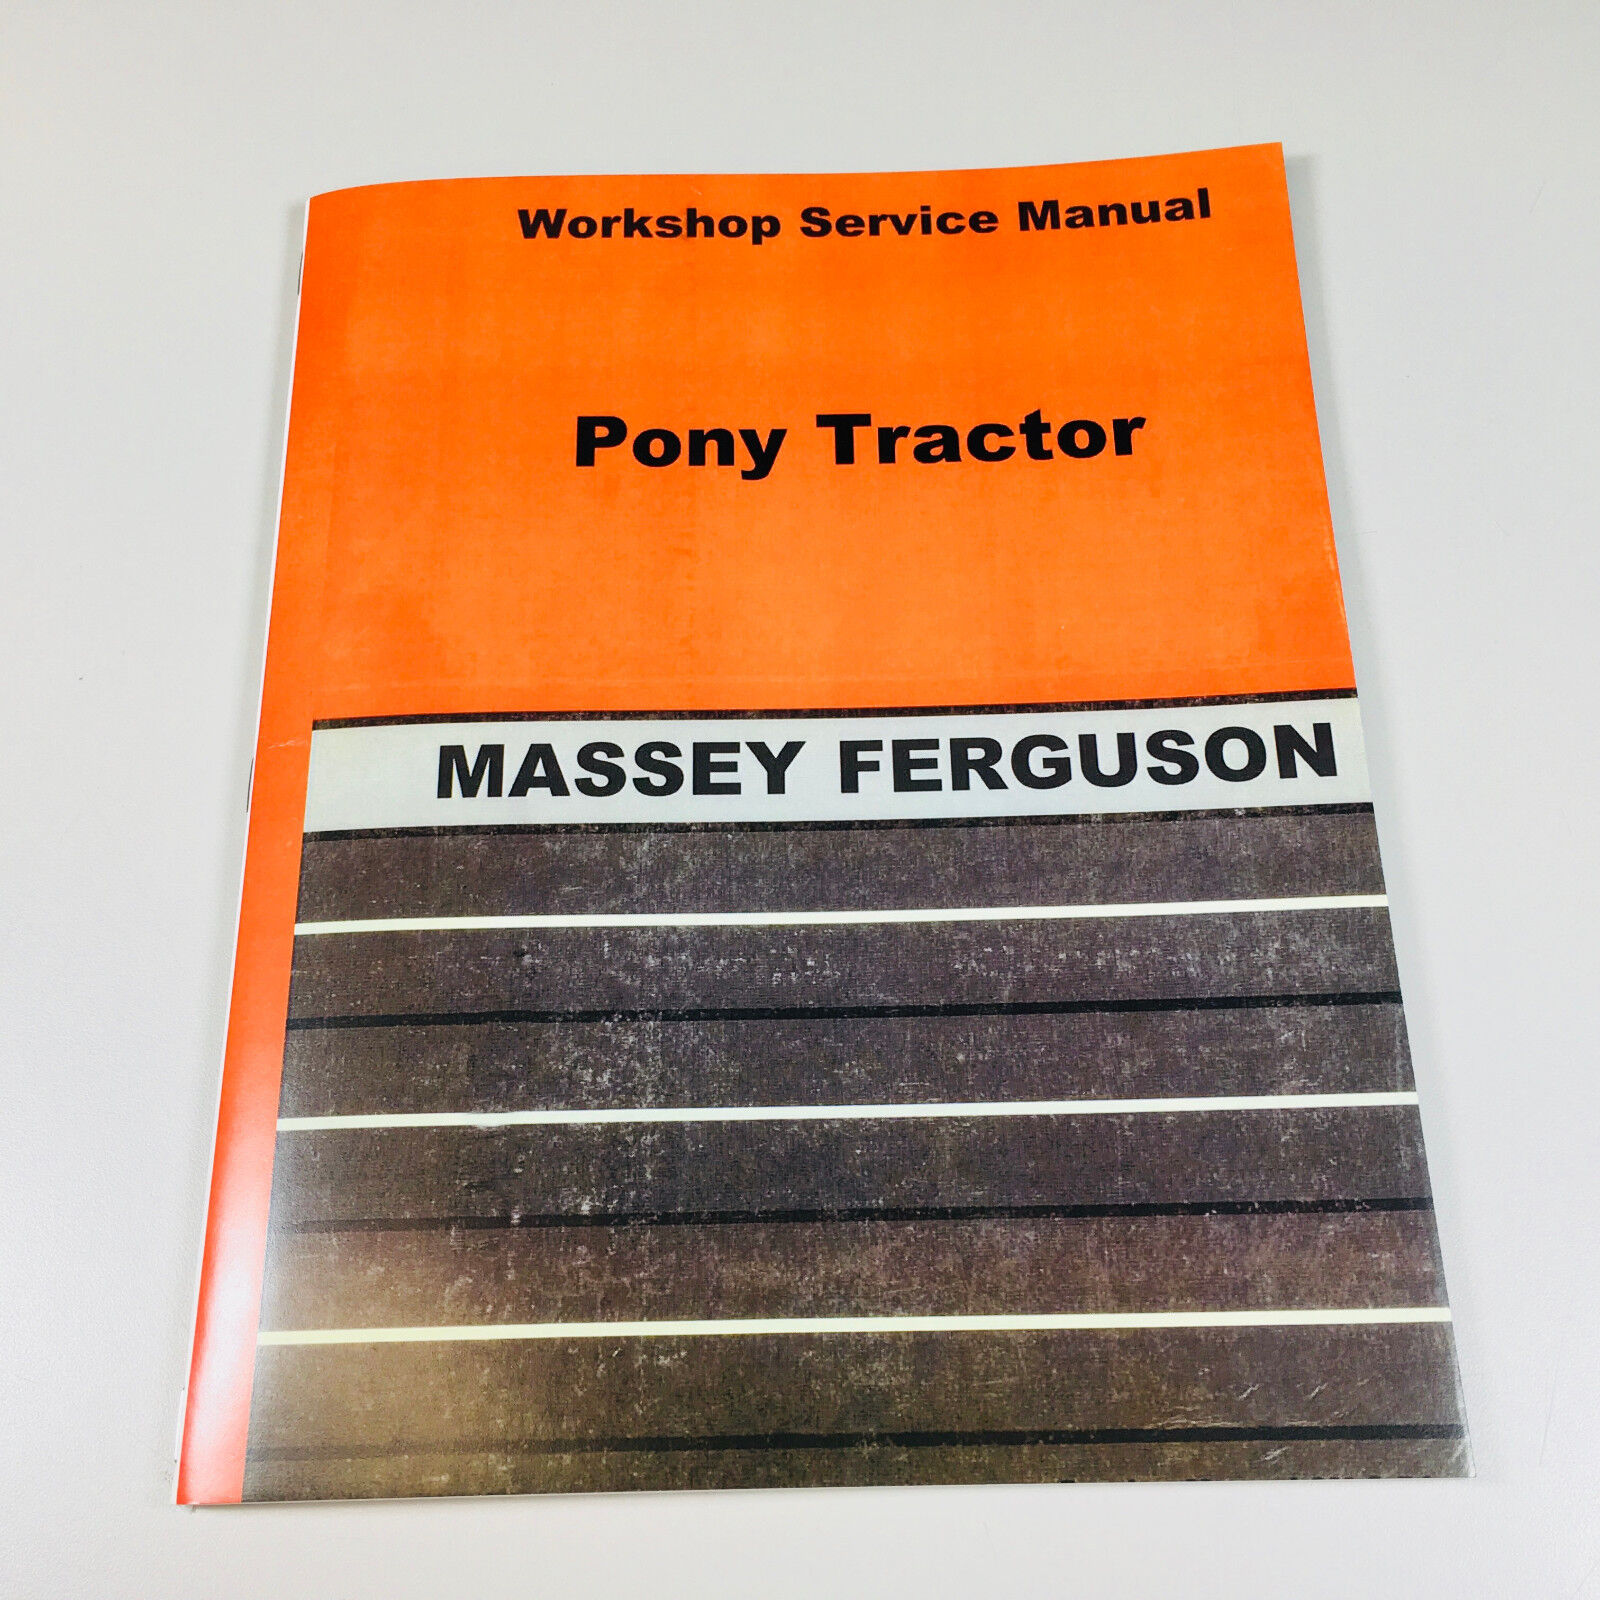 Workshop Service Manual
Pony Tractor
MASSEY FERGUSON